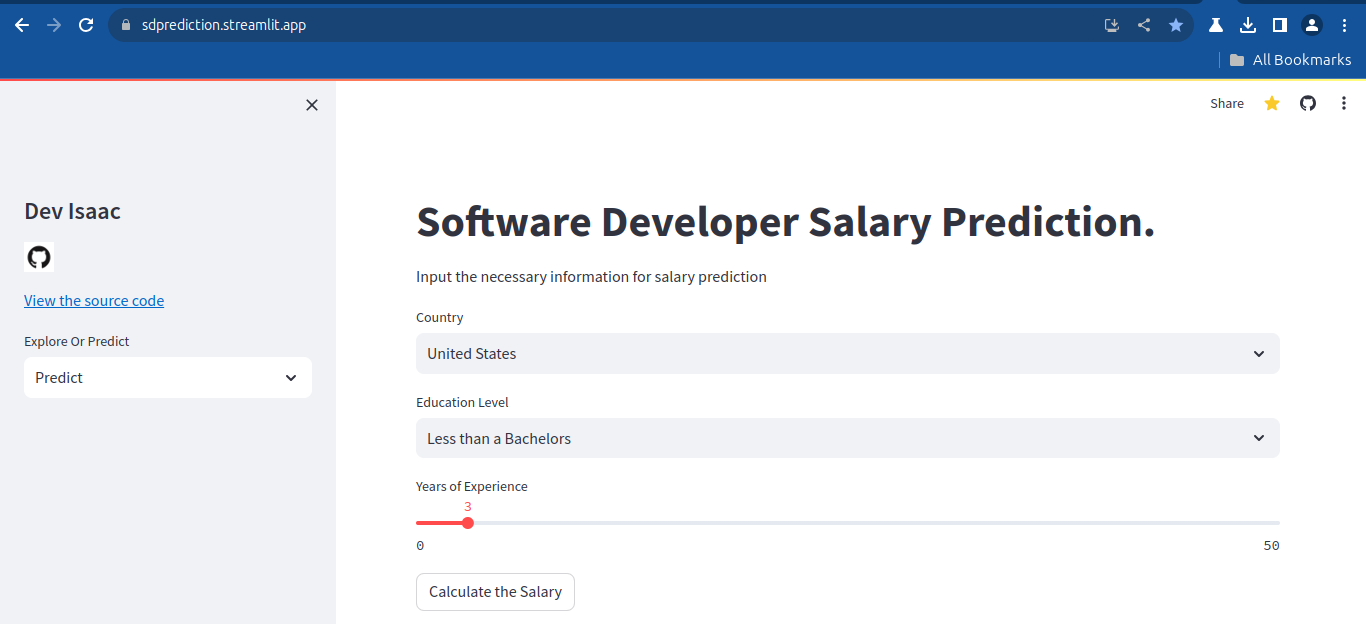 sdprediction.streamlit.app
All Bookmarks
Share
Dev Isaac
View the source code
Explore Or Predict
Predict
Software Developer Salary Prediction.
Input the necessary information for salary prediction
Country
United States
Education Level
Less than a Bachelors
Years of Experience
3
0 50
Calculate the Salary